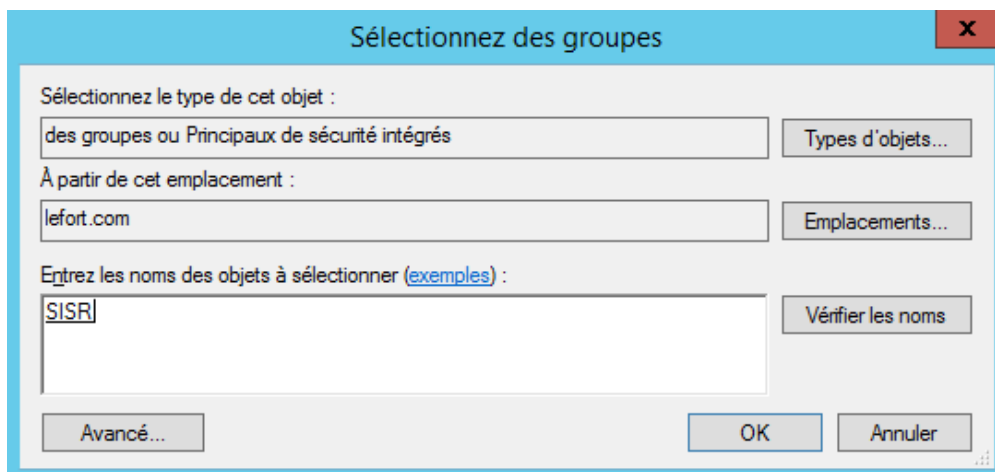 Sélectionnez des groupes
x
Sélectionnez le type de cet objet :
des groupes ou Principaux de sécurité intégrés
Types d'objets...
À partir de cet emplacement :
lefort.com
Emplacements...
Entrez les noms des objets à sélectionner (exemples) :
SISR
Vérifier les noms
Avancé...
OK
Annuler